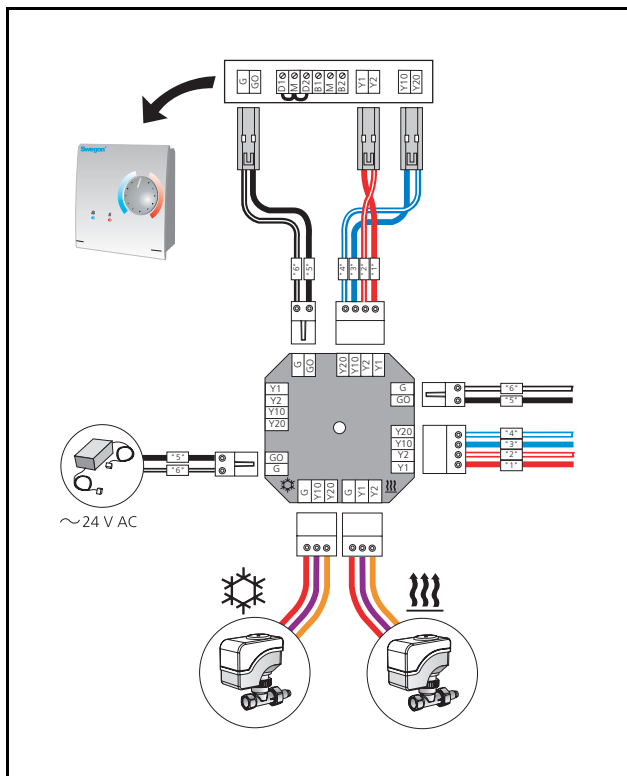 G GO D1 M D2 B1 M B2 Y1 Y2 Y10 Y20
Swegon
"6" "5" "4" "3" "2" "1"
G GO Y20 Y10 Y2 Y1
Y1
Y2
Y10
Y20
G
GO
"6"
"5"
Y20
Y10
Y2
Y1
"4"
"3"
"2"
"1"
GO
G
"5"
"6"
~24 V AC
G Y10 Y20 G Y1 Y2